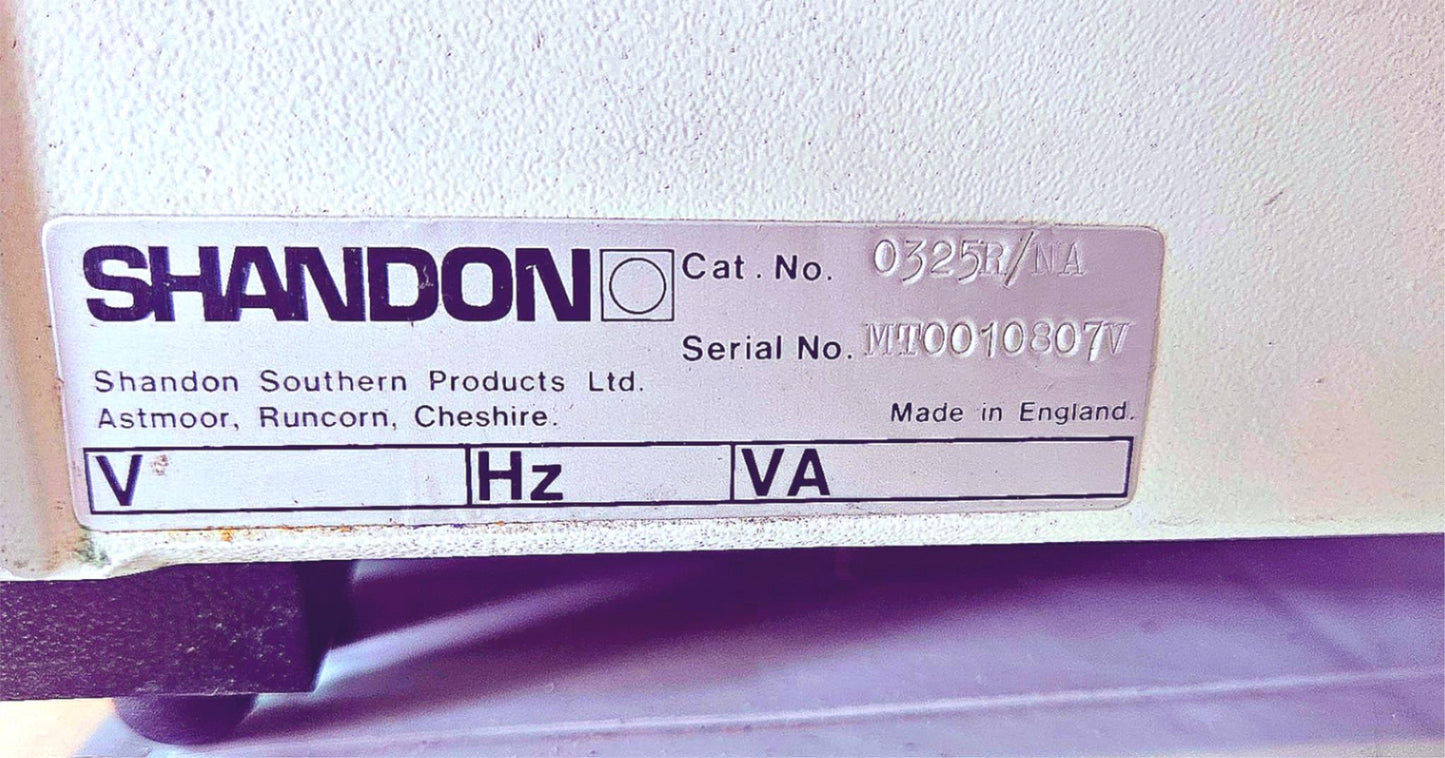 SHANDON
Cat. No. 0325R/NA
Serial No. MT0010807V
Shandon Southern Products Ltd.
Astmoor, Runcorn, Cheshire.
Made in England.
V Hz VA